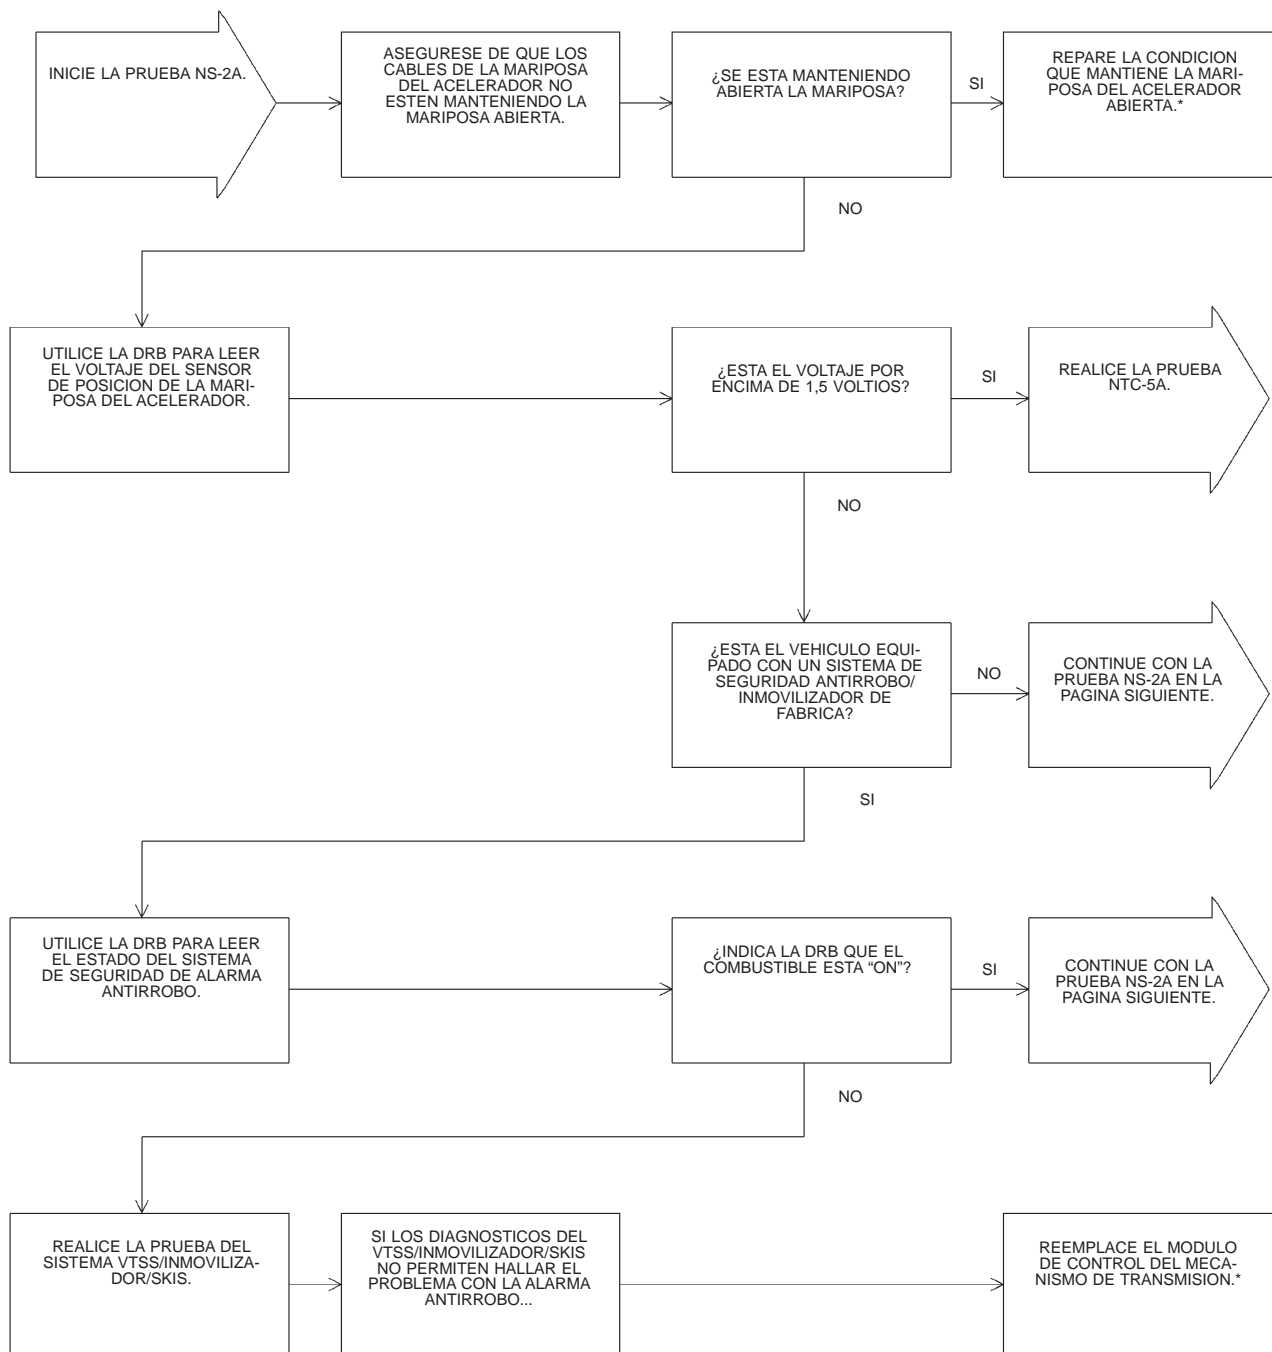 INICIE LA PRUEBA NS-2A.
ASEGURESE DE QUE LOS
CABLES DE LA MARIPOSA
DEL ACELERADOR NO
ESTEN MANTENIENDO LA
MARIPOSA ABIERTA.
¿SE ESTA MANTENIENDO
ABIERTA LA MARIPOSA?
SI
REPARE LA CONDICION
QUE MANTIENE LA MARI-
POSA DEL ACELERADOR
ABIERTA.*
NO
UTILICE LA DRB PARA LEER
EL VOLTAJE DEL SENSOR
DE POSICION DE LA MARI-
POSA DEL ACELERADOR.
¿ESTA EL VOLTAJE POR
ENCIMA DE 1,5 VOLTIOS?
SI
REALICE LA PRUEBA
NTC-5A.
NO
¿ESTA EL VEHICULO EQUI-
PADO CON UN SISTEMA DE
SEGURIDAD ANTIRROBO/
INMOVILIZADOR DE
FABRICA?
NO
CONTINUE CON LA
PRUEBA NS-2A EN LA
PAGINA SIGUIENTE.
SI
UTILICE LA DRB PARA LEER
EL ESTADO DEL SISTEMA
DE SEGURIDAD DE ALARMA
ANTIRROBO.
¿INDICA LA DRB QUE EL
COMBUSTIBLE ESTA “ON”?
SI
CONTINUE CON LA
PRUEBA NS-2A EN LA
PAGINA SIGUIENTE.
NO
REALICE LA PRUEBA DEL
SISTEMA VTSS/INMOVILIZA-
DOR/SKIS.
SI LOS DIAGNOSTICOS DEL
VTSS/INMOVILIZADOR/SKIS
NO PERMITEN HALLAR EL
PROBLEMA CON LA ALARMA
ANTIRROBO...
REEMPLACE EL MODULO
DE CONTROL DEL MECA-
NISMO DE TRANSMISION.*